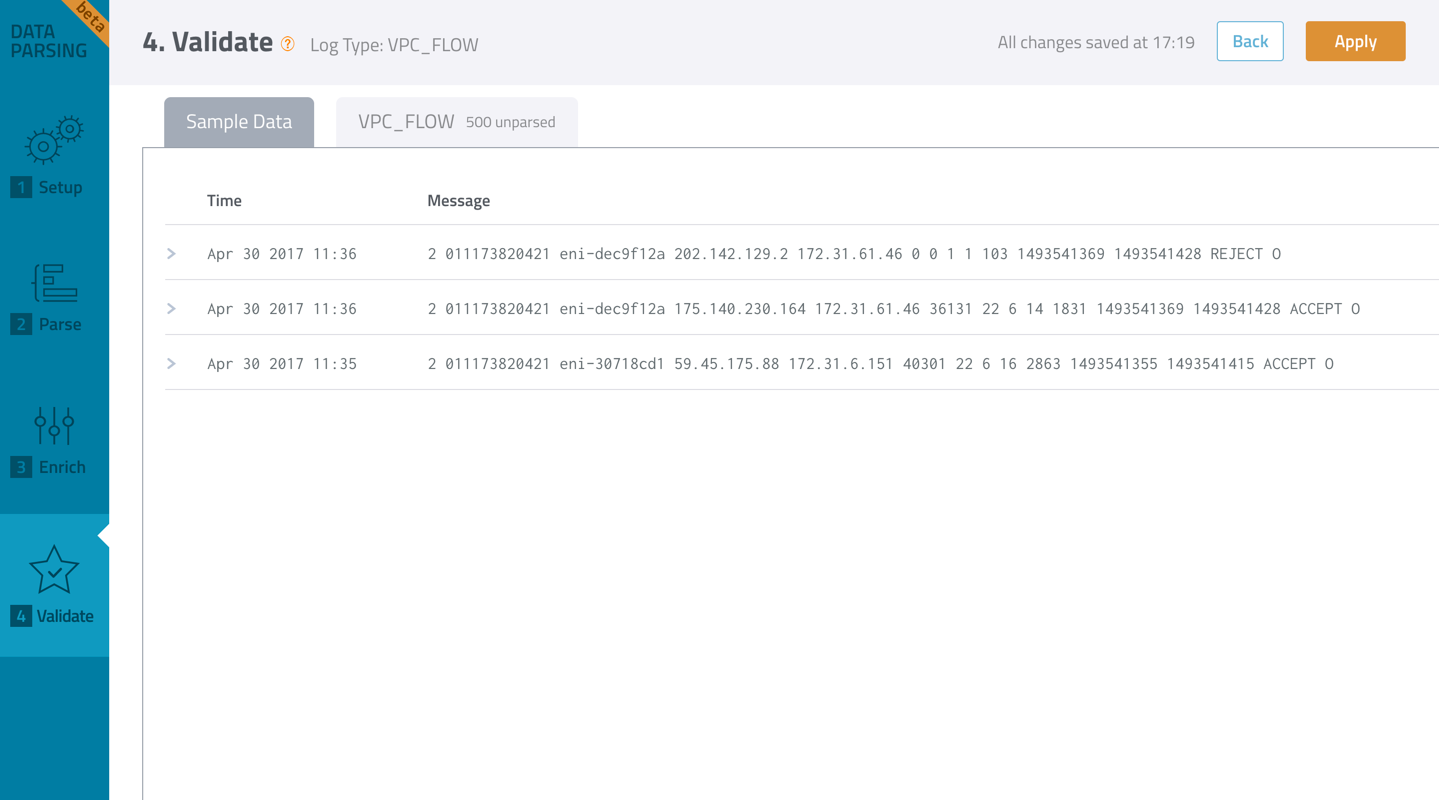 DATA
PARSING
beta
1 Setup
2 Parse
3 Enrich
4 Validate
4. Validate ? Log Type: VPC_FLOW All changes saved at 17:19 Back Apply
Sample Data VPC_FLOW 500 unparsed
Time Message
> Apr 30 2017 11:36 2 011173820421 eni-dec9f12a 202.142.129.2 172.31.61.46 0 0 1 1 103 1493541369 1493541428 REJECT O
> Apr 30 2017 11:36 2 011173820421 eni-dec9f12a 175.140.230.164 172.31.61.46 36131 22 6 14 1831 1493541369 1493541428 ACCEPT O
> Apr 30 2017 11:35 2 011173820421 eni-30718cd1 59.45.175.88 172.31.6.151 40301 22 6 16 2863 1493541355 1493541415 ACCEPT O